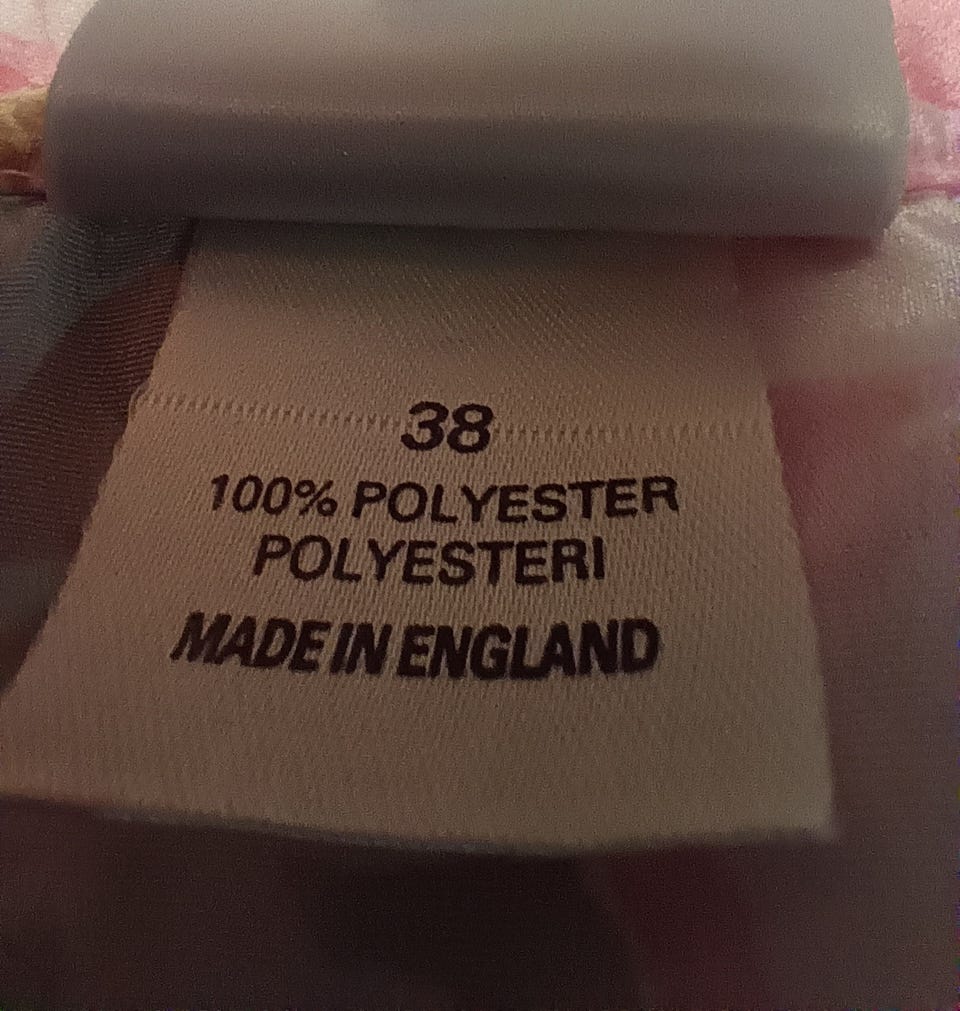 38
100% POLYESTER
POLYESTERI
MADE IN ENGLAND